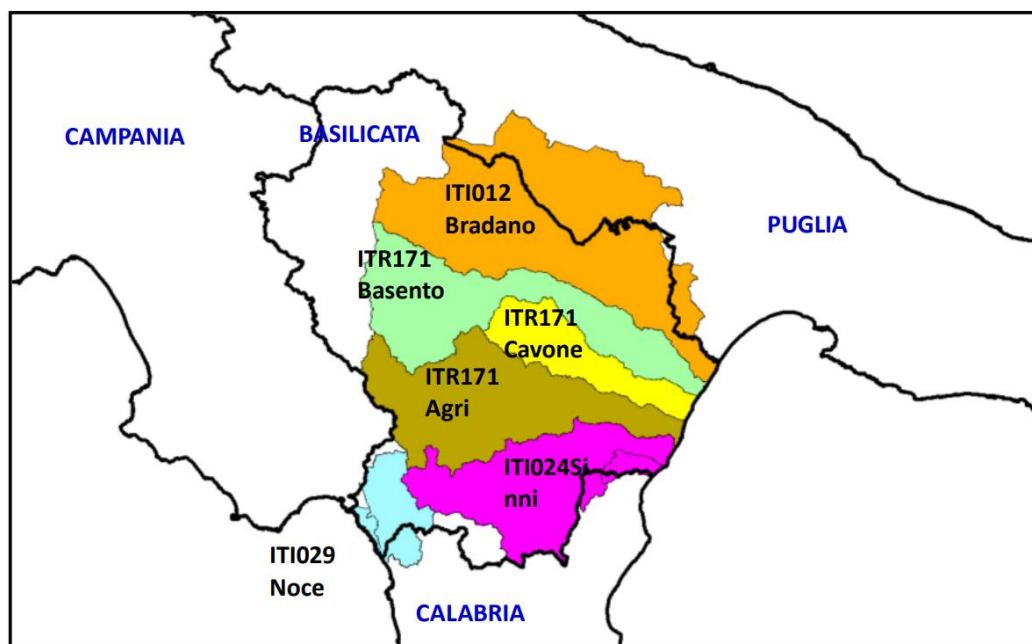 CAMPANIA
BASILICATA
ITI012
Bradano
PUGLIA
ITR171
Basento
ITR171
Cavone
ITR171
Agri
ITI024Si
nni
ITI029
Noce
CALABRIA